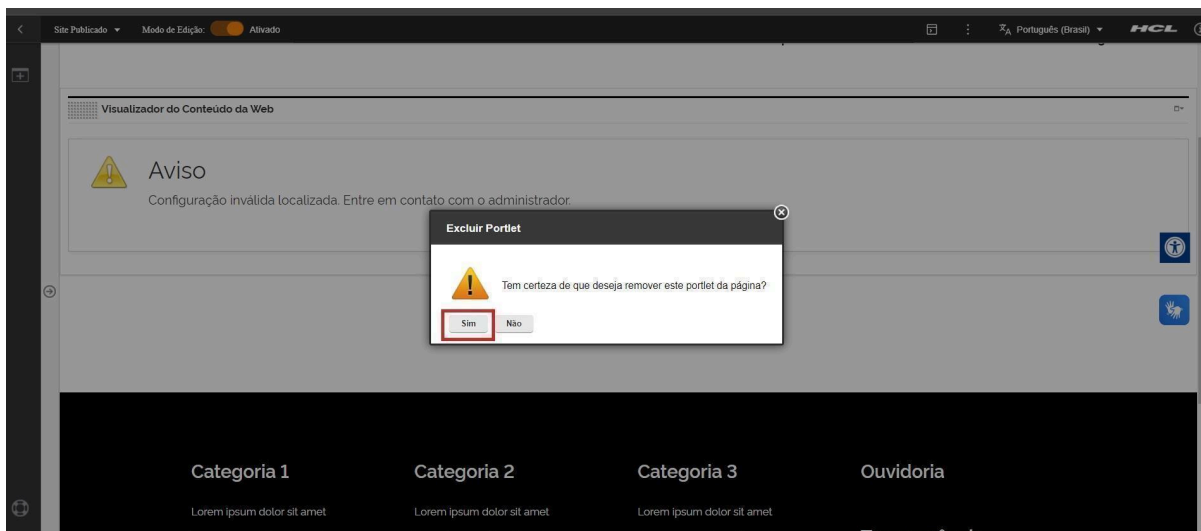 Site Publicado
Modo de Edição:
Ativado
Português (Brasil)
HCL
Visualizador do Conteúdo da Web
Aviso
Configuração inválida localizada. Entre em contato com o administrador.
Excluir Portlet
Tem certeza de que deseja remover este portlet da página?
Sim
Não
Categoria 1
Categoria 2
Categoria 3
Ouvidoria
Lorem ipsum dolor sit amet
Lorem ipsum dolor sit amet
Lorem ipsum dolor sit amet